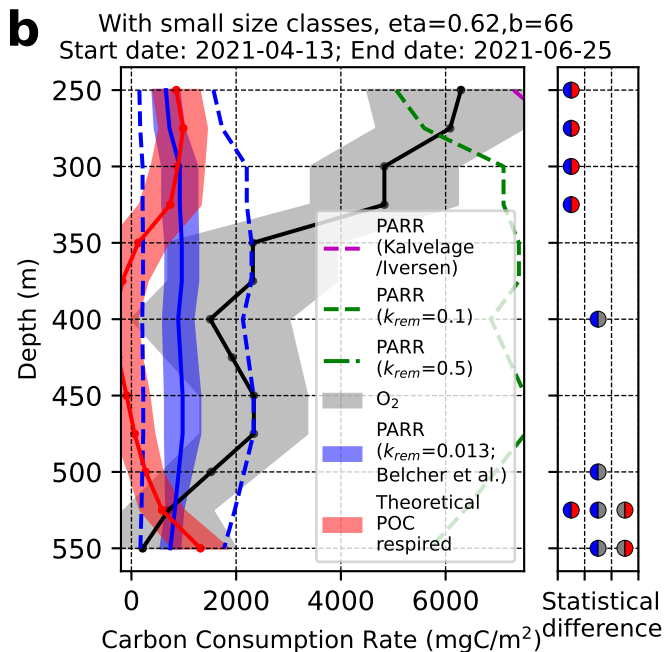 b
With small size classes, eta=0.62,b=66
Start date: 2021-04-13; End date: 2021-06-25
250
300
350
400
450
500
550
Depth (m)
PARR
(Kalvelage
/Iversen)
PARR
(k_rem=0.1)
PARR
(k_rem=0.5)
O₂
PARR
(k_rem=0.013;
Belcher et al.)
Theoretical
POC
respired
0 2000 4000 6000
Carbon Consumption Rate (mgC/m²)
Statistical
difference